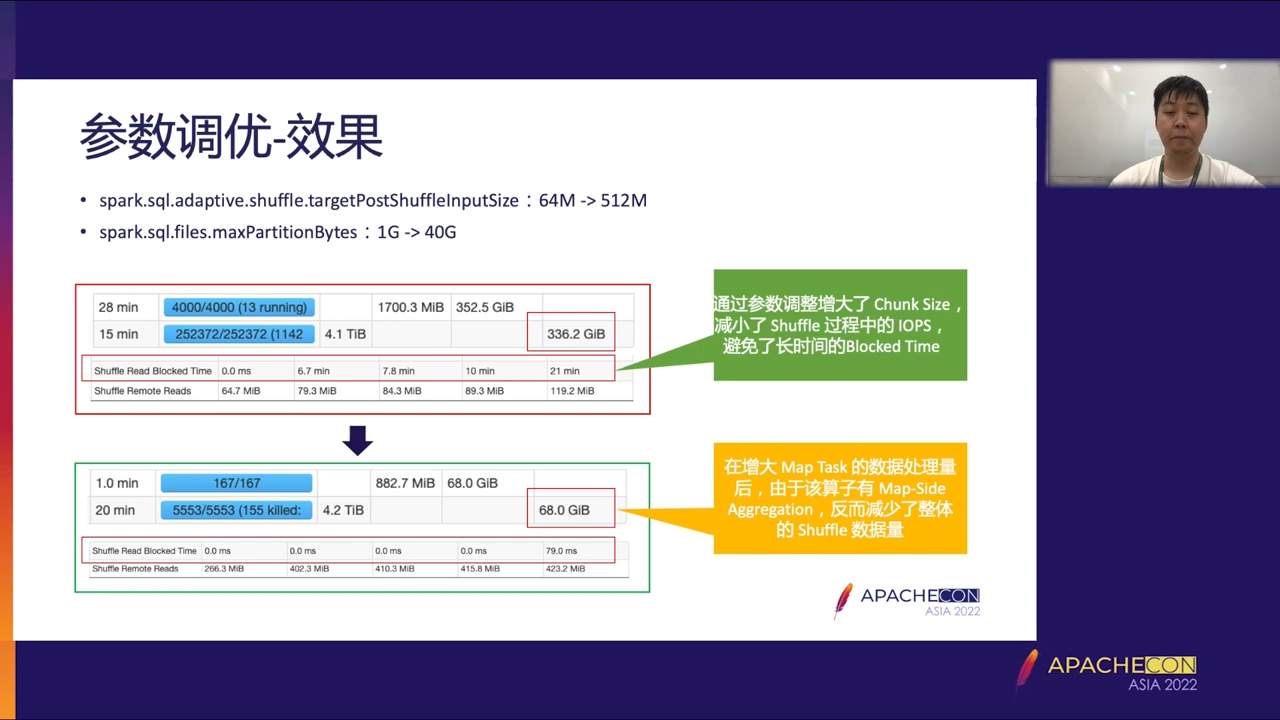 参数调优-效果
• spark.sql.adaptive.shuffle.targetPostShuffleInputSize：64M -> 512M
• spark.sql.files.maxPartitionBytes：1G -> 40G
28 min 4000/4000 (13 running) 1700.3 MiB 352.5 GiB
15 min 252372/252372 (1142 4.1 TiB 336.2 GiB
Shuffle Read Blocked Time 0.0 ms 6.7 min 7.8 min 10 min 21 min
Shuffle Remote Reads 64.7 MiB 79.3 MiB 84.3 MiB 89.3 MiB 119.2 MiB
通过参数调整增大了 Chunk Size，
减小了 Shuffle 过程中的 IOPS，
避免了长时间的Blocked Time
1.0 min 167/167 882.7 MiB 68.0 GiB
20 min 5553/5553 (155 killed: 4.2 TiB 68.0 GiB
Shuffle Read Blocked Time 0.0 ms 0.0 ms 0.0 ms 0.0 ms 79.0 ms
Shuffle Remote Reads 266.3 MiB 402.3 MiB 410.3 MiB 415.8 MiB 423.2 MiB
在增大 Map Task 的数据处理量
后，由于该算子有 Map-Side
Aggregation，反而减少了整体
的 Shuffle 数据量
APACHECON
ASIA 2022
APACHECON
ASIA 2022